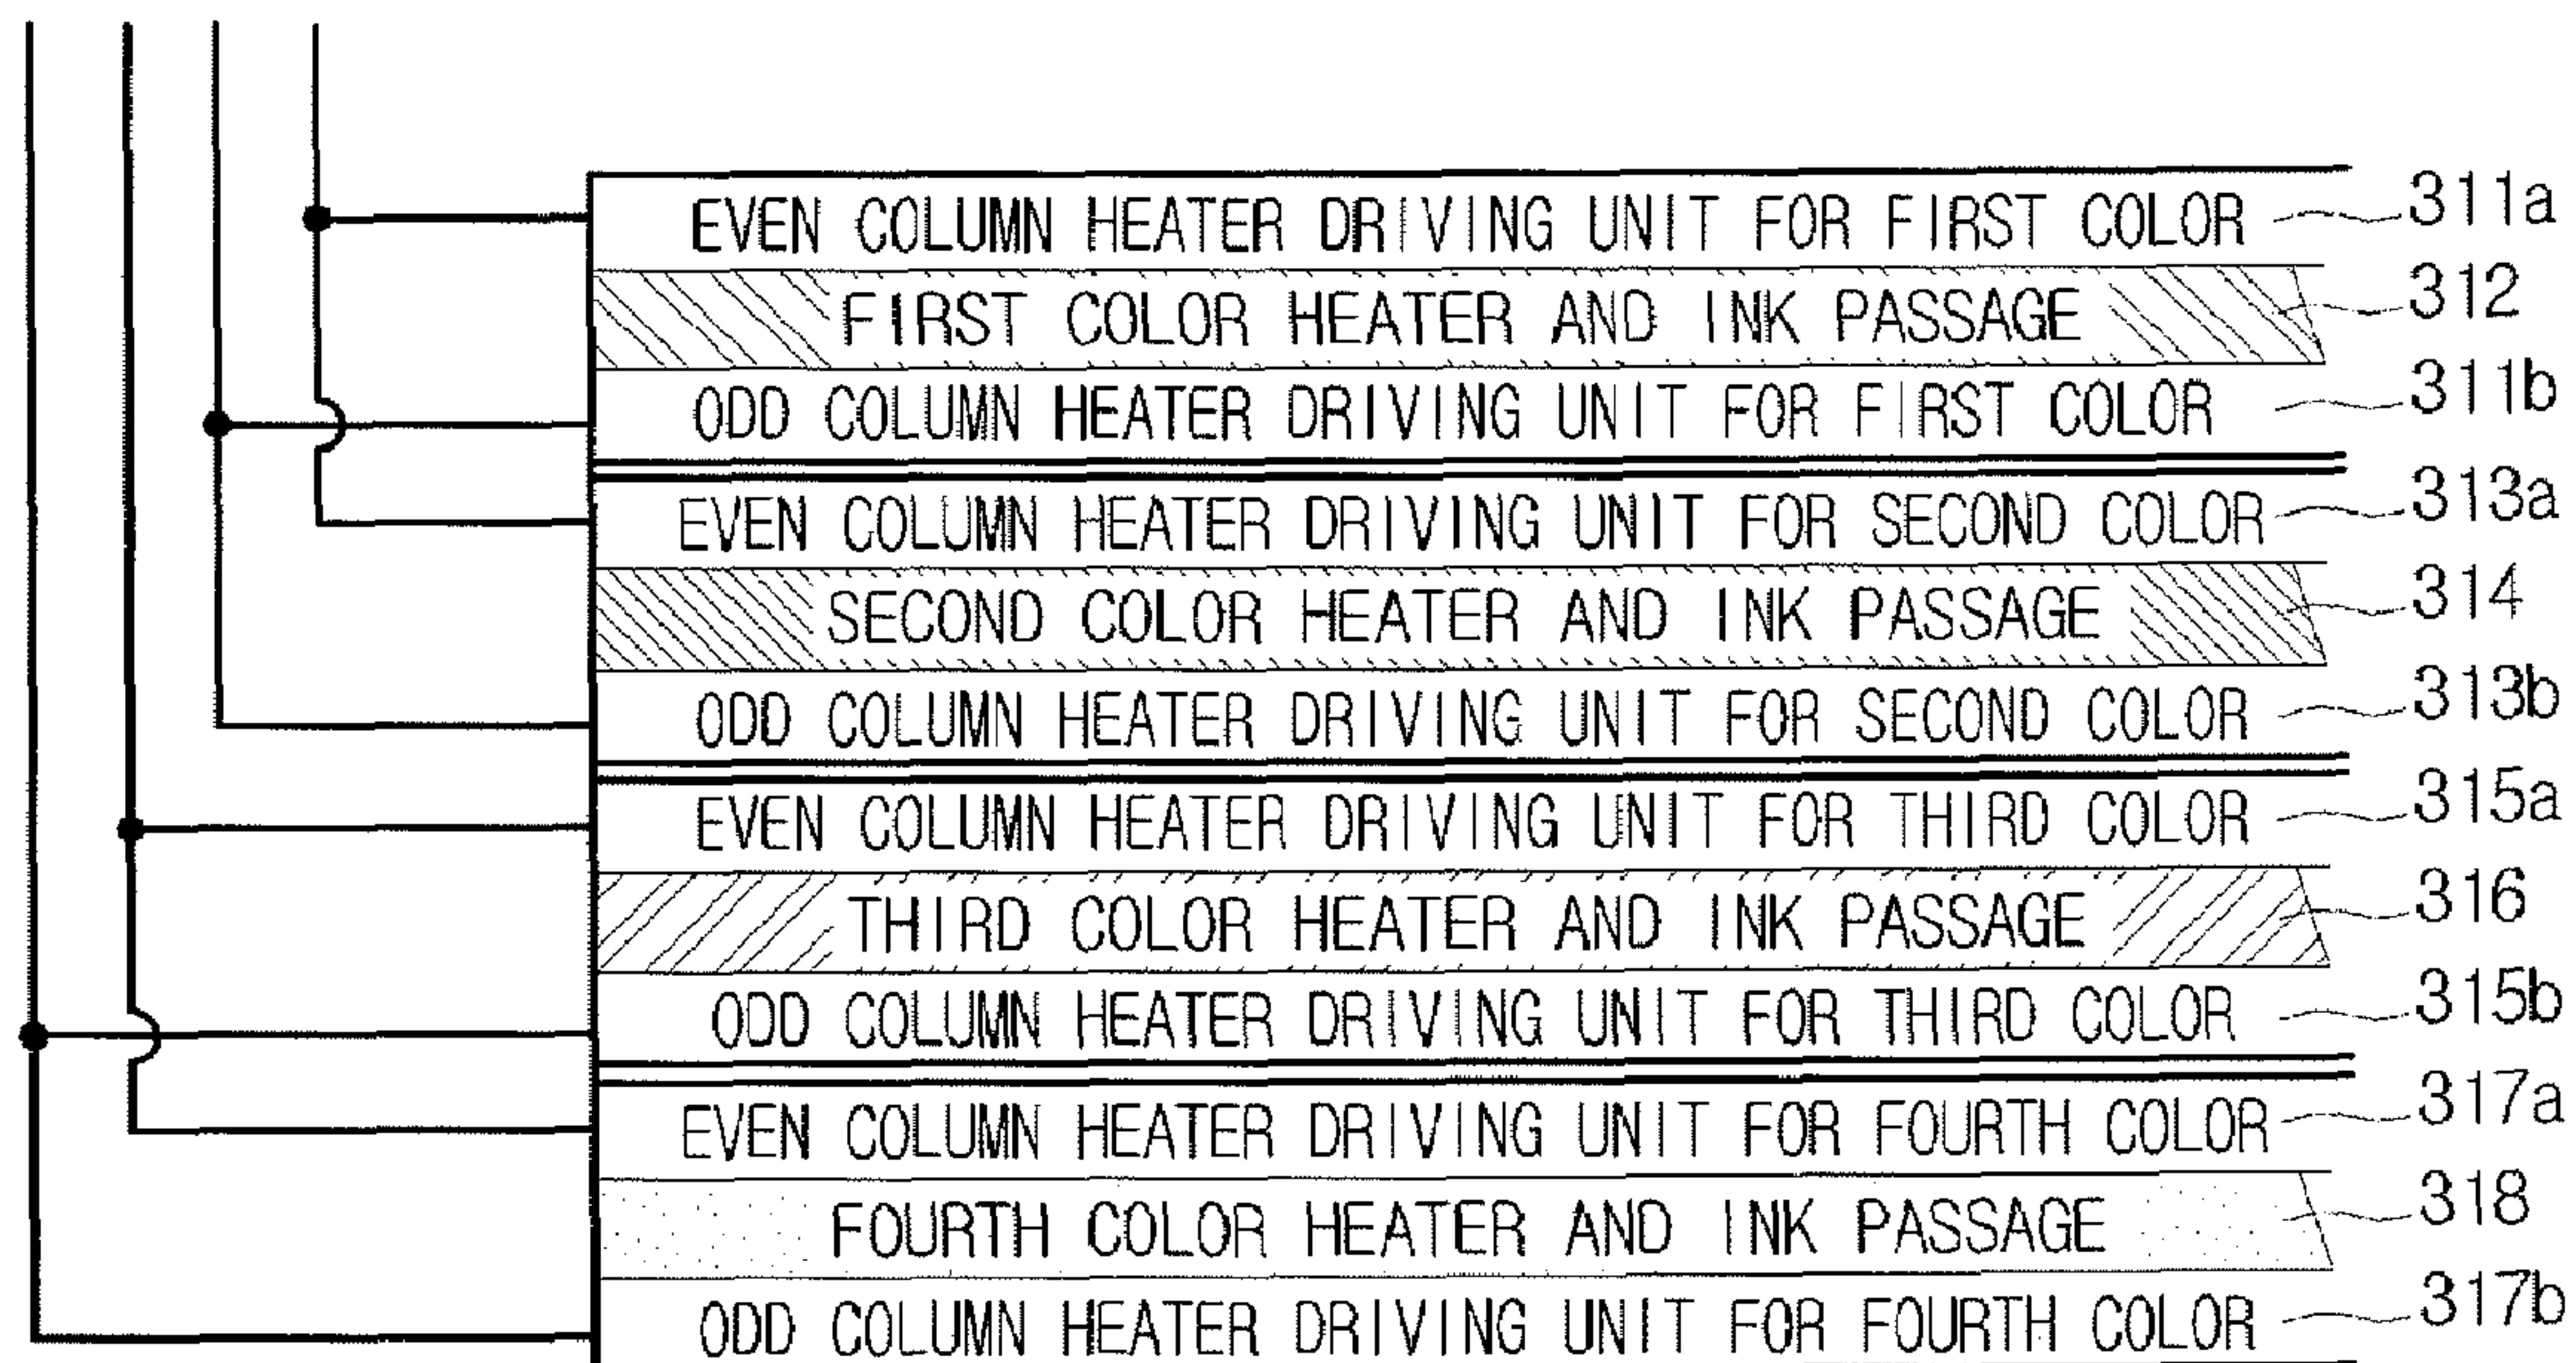 EVEN COLUMN HEATER DRIVING UNIT FOR FIRST COLOR 311a
FIRST COLOR HEATER AND INK PASSAGE 312
ODD COLUMN HEATER DRIVING UNIT FOR FIRST COLOR 311b
EVEN COLUMN HEATER DRIVING UNIT FOR SECOND COLOR 313a
SECOND COLOR HEATER AND INK PASSAGE 314
ODD COLUMN HEATER DRIVING UNIT FOR SECOND COLOR 313b
EVEN COLUMN HEATER DRIVING UNIT FOR THIRD COLOR 315a
THIRD COLOR HEATER AND INK PASSAGE 316
ODD COLUMN HEATER DRIVING UNIT FOR THIRD COLOR 315b
EVEN COLUMN HEATER DRIVING UNIT FOR FOURTH COLOR 317a
FOURTH COLOR HEATER AND INK PASSAGE 318
ODD COLUMN HEATER DRIVING UNIT FOR FOURTH COLOR 317b